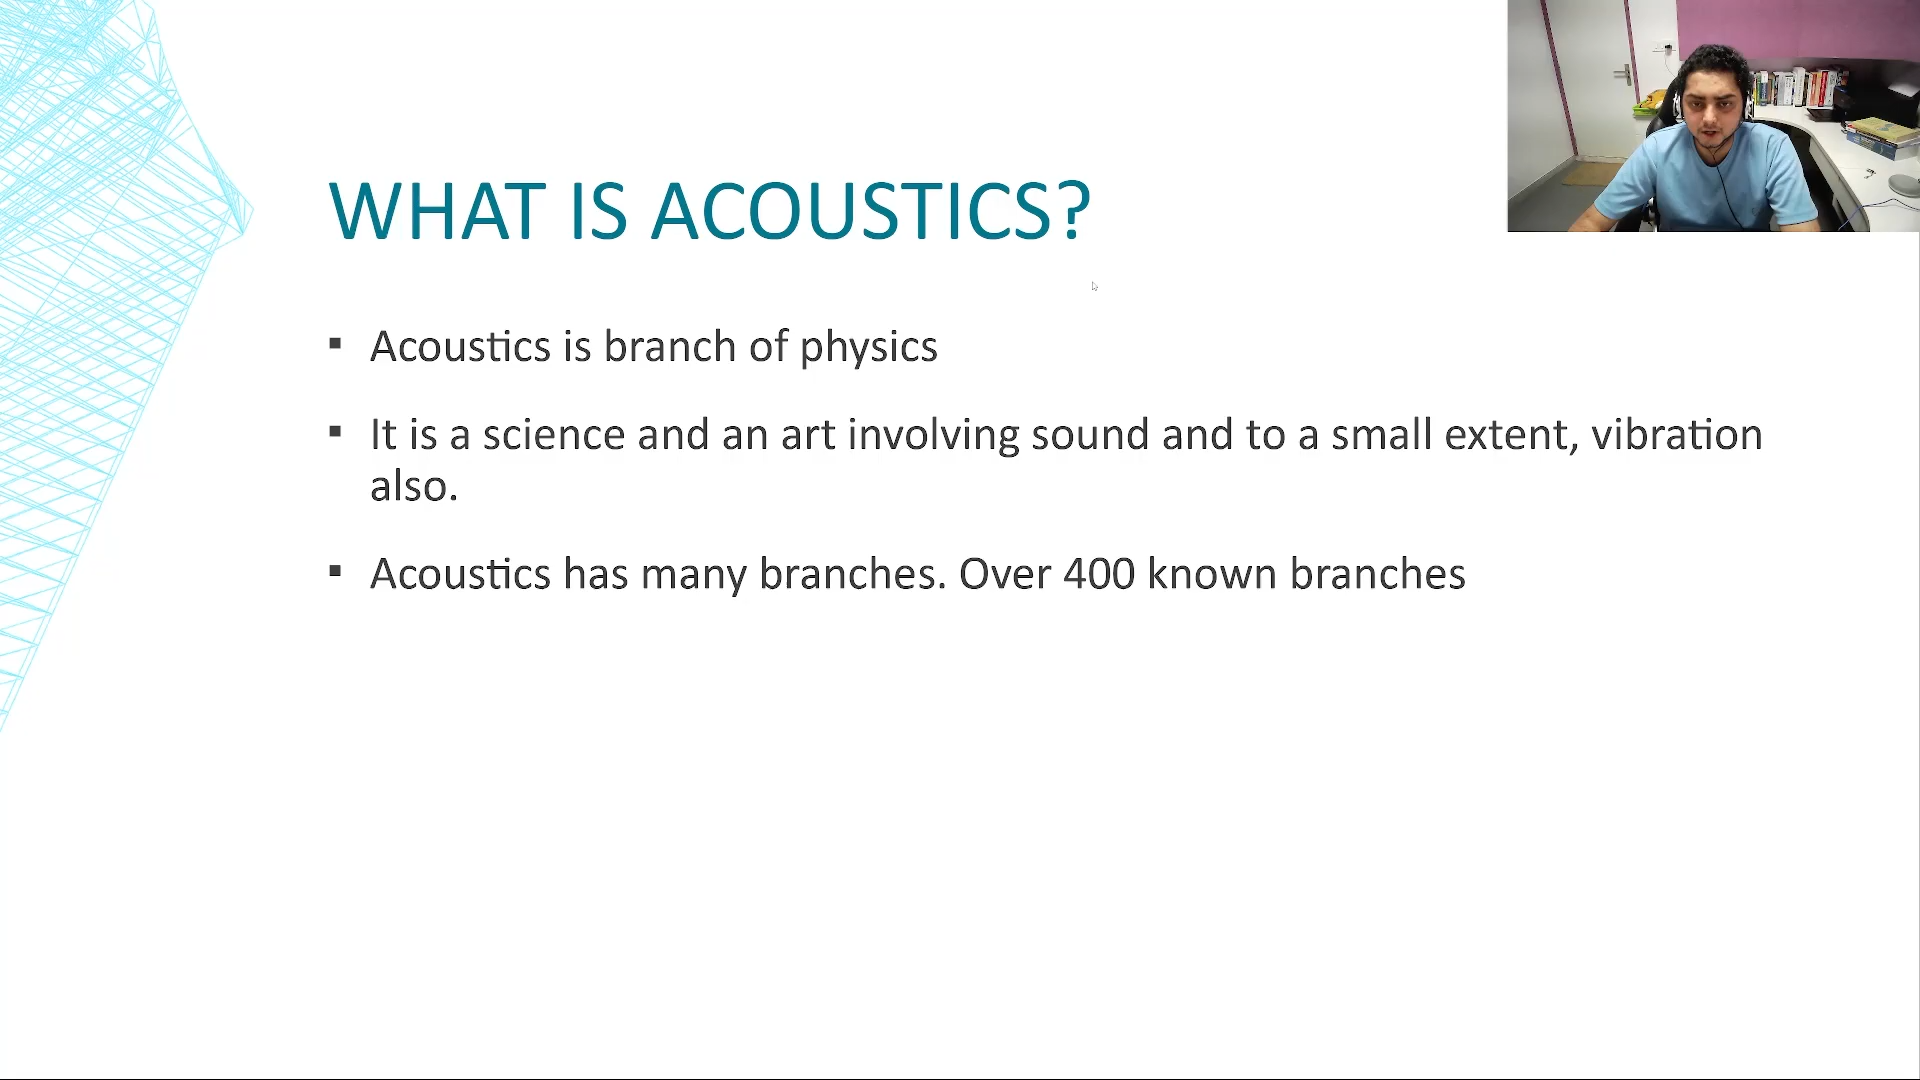 WHAT IS ACOUSTICS?
▪ Acoustics is branch of physics
▪ It is a science and an art involving sound and to a small extent, vibration
also.
▪ Acoustics has many branches. Over 400 known branches